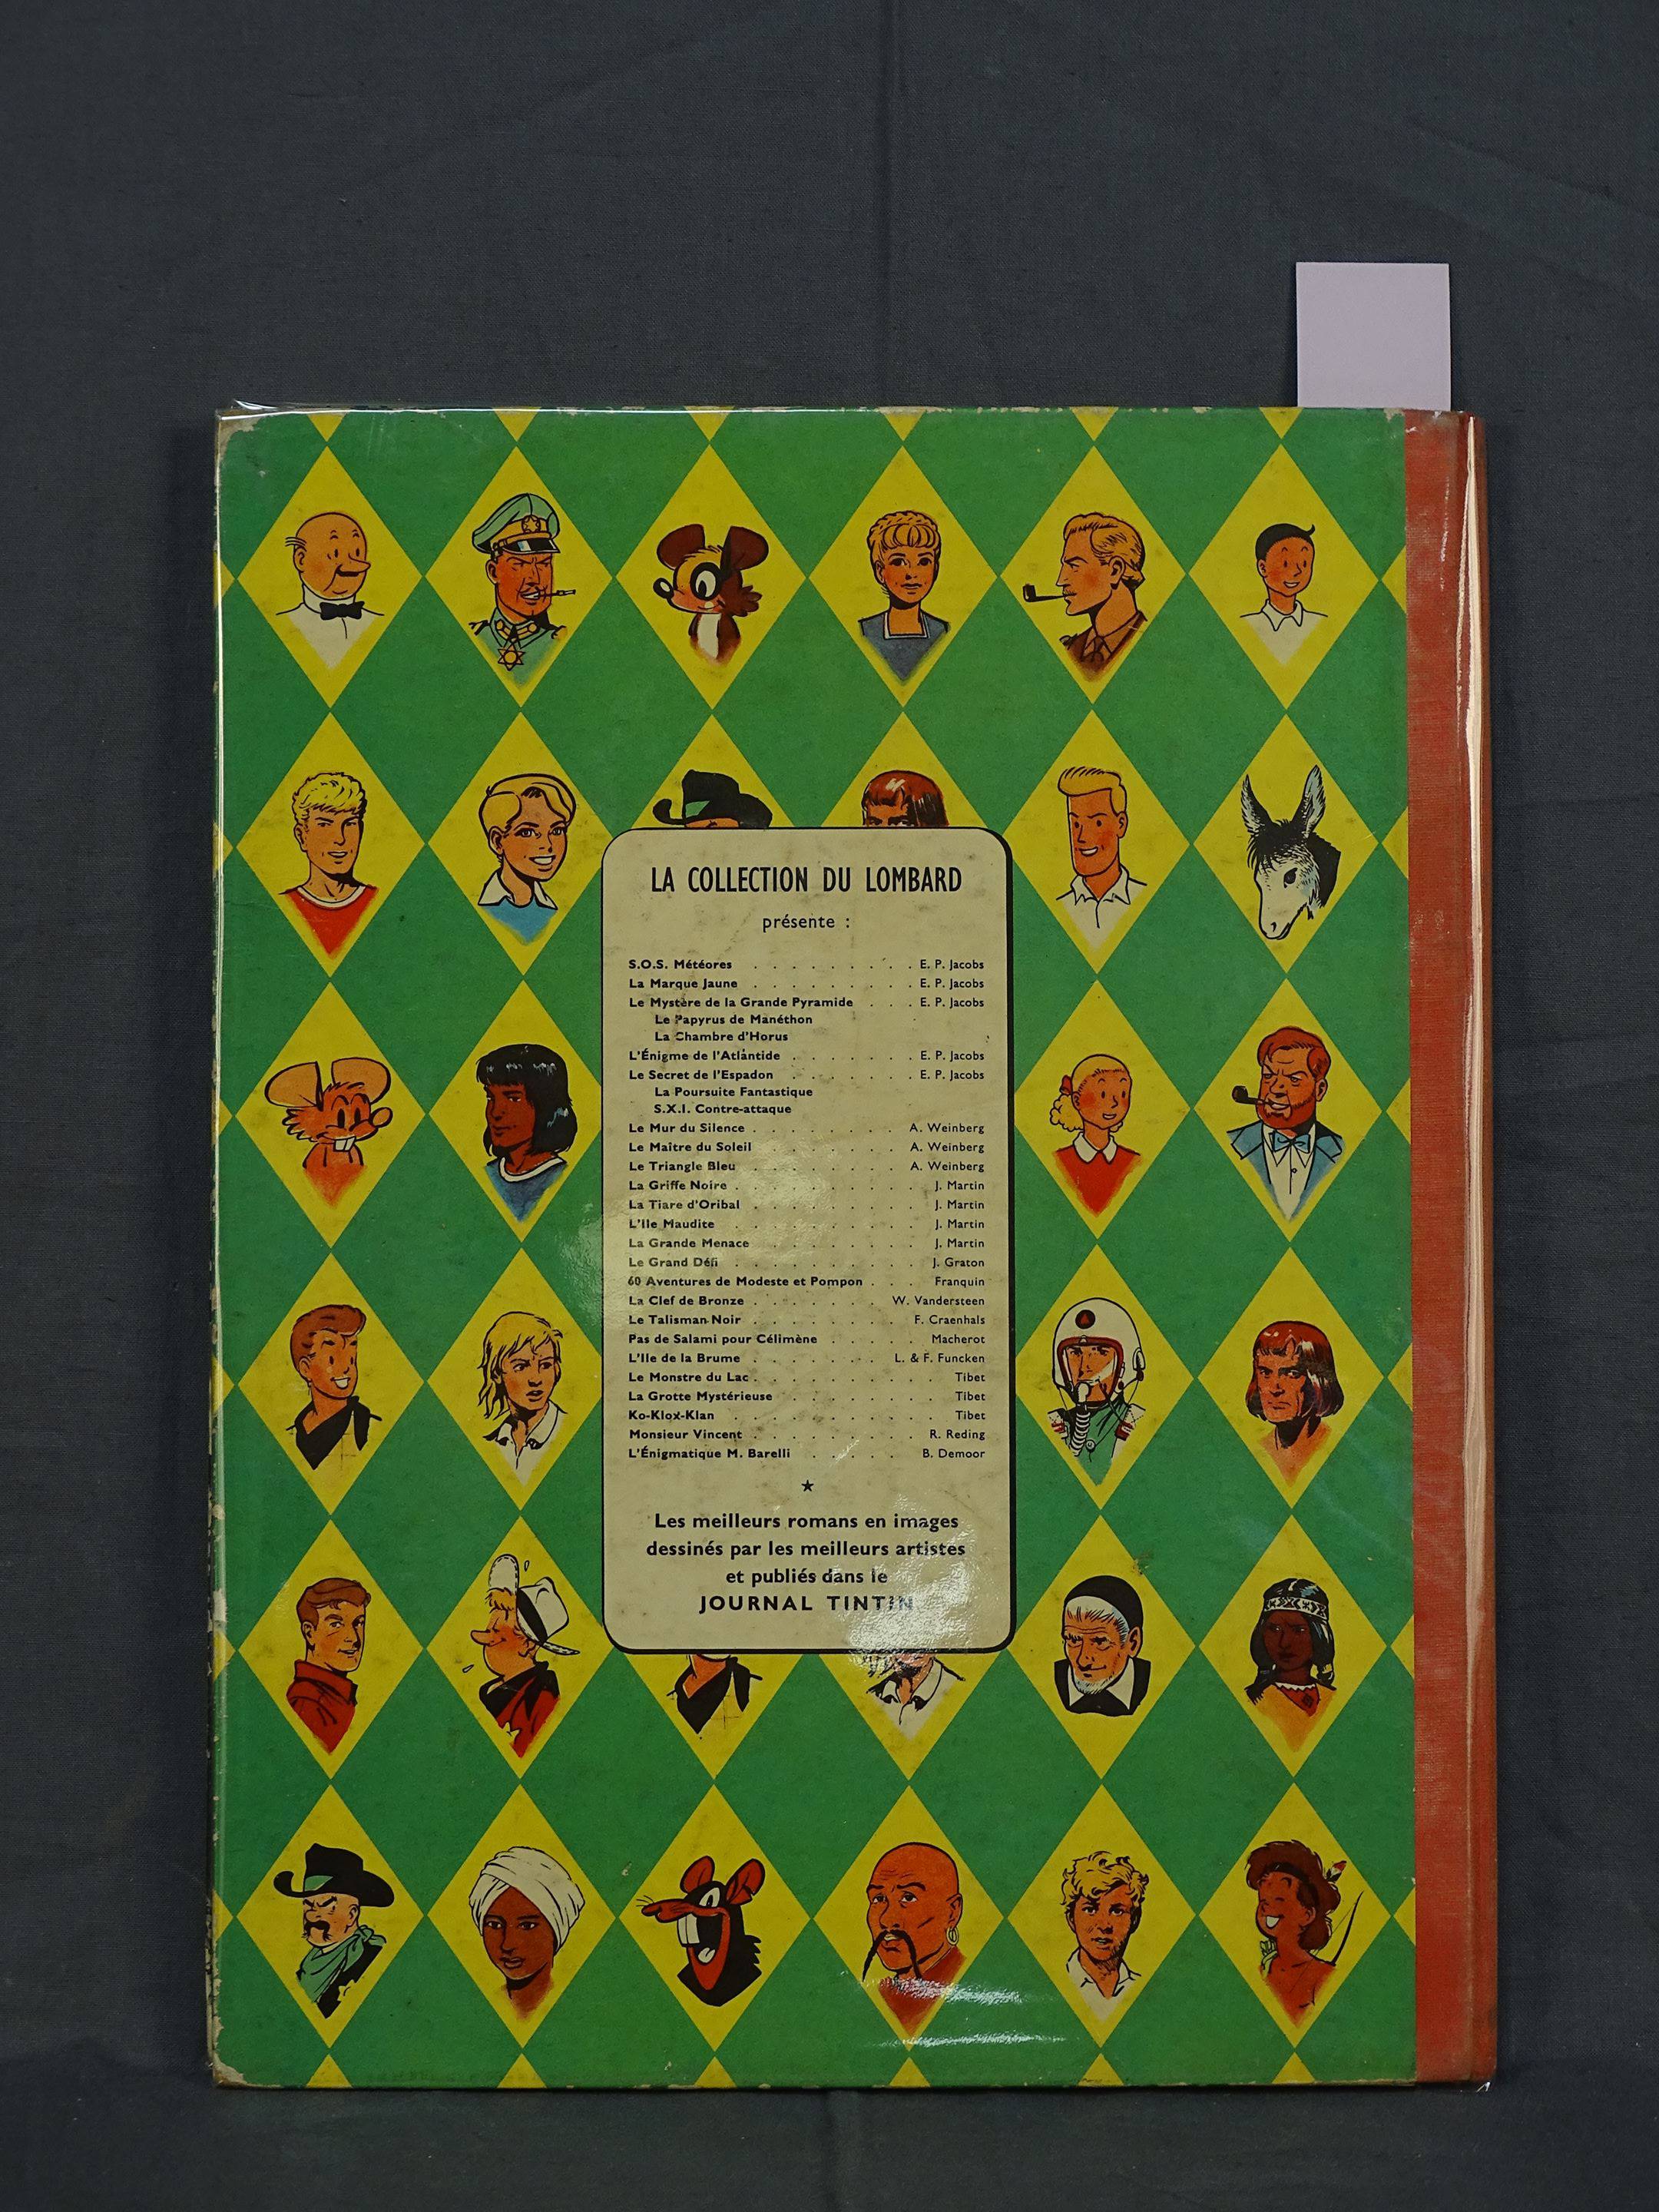 LA COLLECTION DU LOMBARD
présente :
S.O.S. Météores . . . . . . . . . E. P. Jacobs
La Marque Jaune . . . . . . . . . E. P. Jacobs
Le Mystère de la Grande Pyramide . . . E. P. Jacobs
Le Papyrus de Manéthon
La Chambre d'Horus
L'Énigme de l'Atlantide . . . . . . . E. P. Jacobs
Le Secret de l'Espadon . . . . . . . E. P. Jacobs
La Poursuite Fantastique
S.X.I. Contre-attaque
Le Mur du Silence . . . . . . . . A. Weinberg
Le Maître du Soleil . . . . . . . . A. Weinberg
Le Triangle Bleu . . . . . . . . A. Weinberg
La Griffe Noire . . . . . . . . . . J. Martin
La Tiare d'Oribal . . . . . . . . . J. Martin
L'Ile Maudite . . . . . . . . . . J. Martin
La Grande Menace . . . . . . . . J. Martin
Le Grand Défi . . . . . . . . . . J. Graton
60 Aventures de Modeste et Pompon . . . Franquin
La Clef de Bronze . . . . . . . W. Vandersteen
Le Talisman Noir . . . . . . . . F. Craenhals
Pas de Salami pour Célimène . . . . . Macherot
L'Ile de la Brume . . . . . . . L. & F. Funcken
Le Monstre du Lac . . . . . . . . . . Tibet
La Grotte Mystérieuse . . . . . . . . Tibet
Ko-Klox-Klan . . . . . . . . . . . Tibet
Monsieur Vincent . . . . . . . . . R. Reding
L'Énigmatique M. Barelli . . . . . B. Demoor
★
Les meilleurs romans en images
dessinés par les meilleurs artistes
et publiés dans le
JOURNAL TINTIN